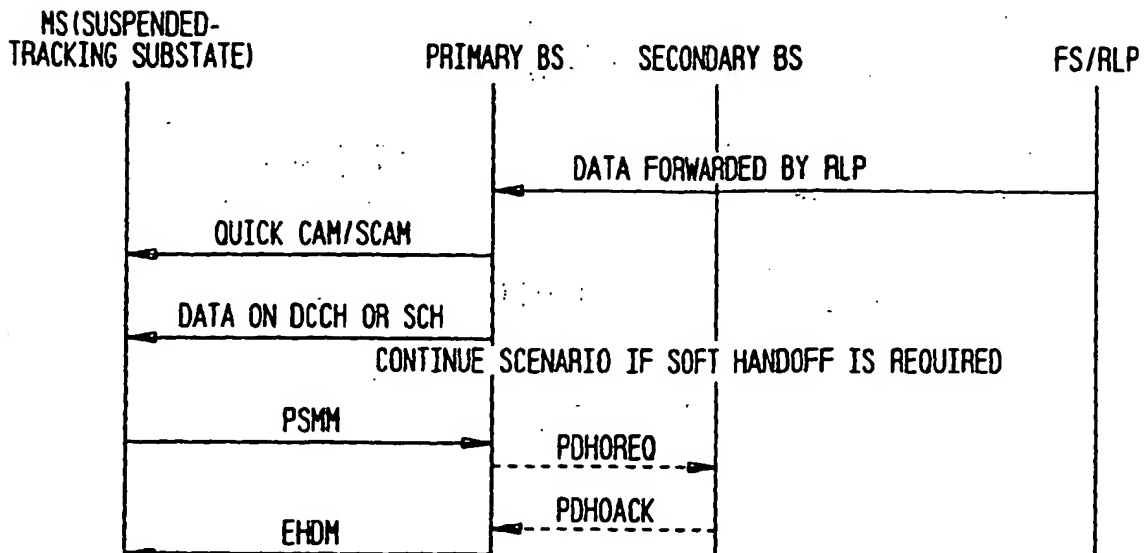 MS(SUSPENDED-
TRACKING SUBSTATE)
PRIMARY BS.
SECONDARY BS
FS/RLP
DATA FORWARDED BY RLP
QUICK CAM/SCAM
DATA ON DCCH OR SCH
CONTINUE SCENARIO IF SOFT HANDOFF IS REQUIRED
PSMM
PDHOREQ
PDHOACK
EHDM